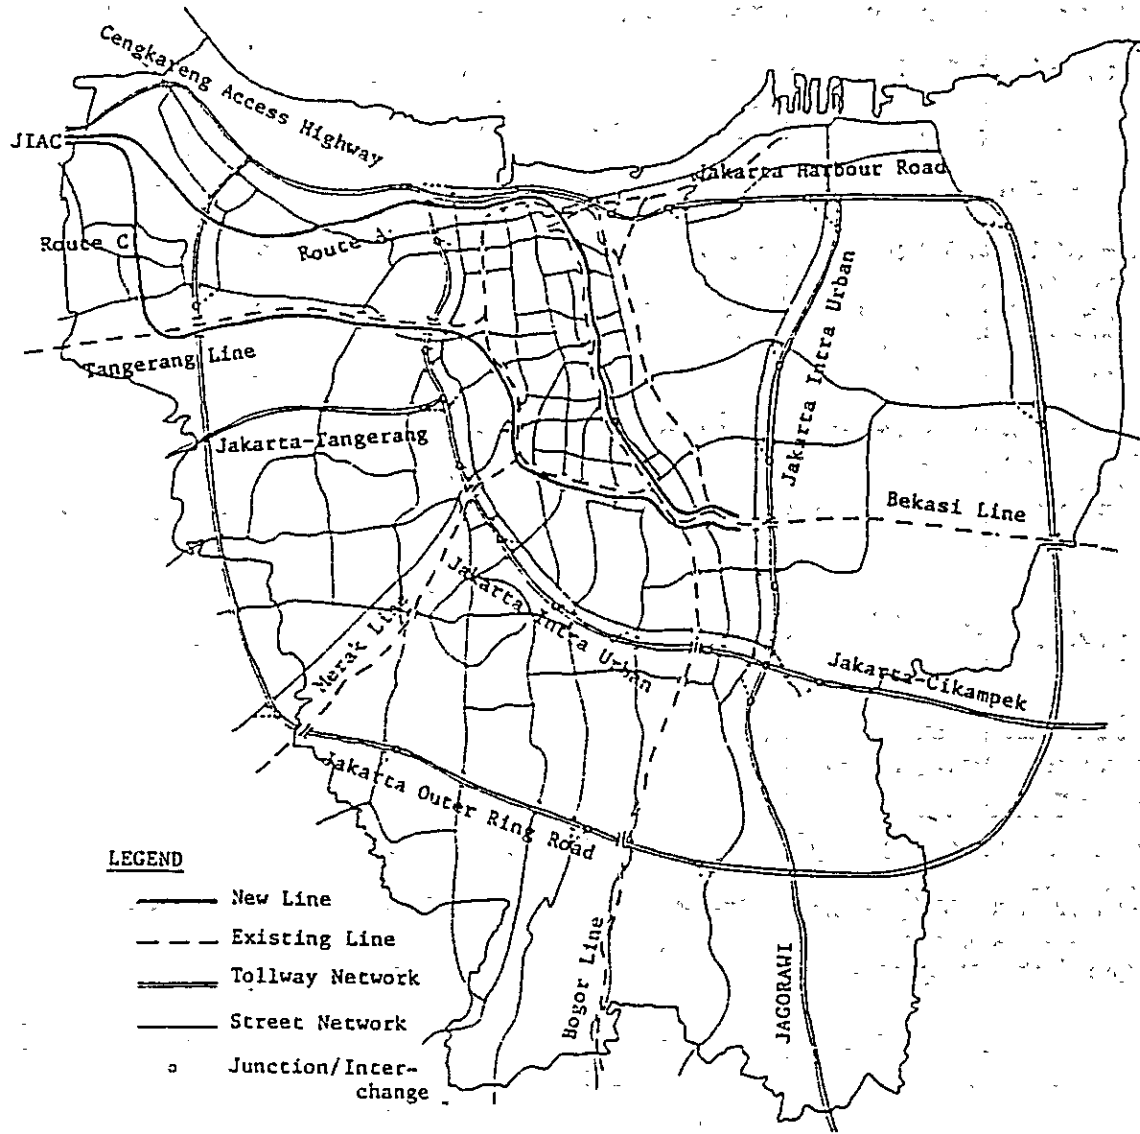 Cengkareng Access Highway
JIAC
Jakarta Harbour Road
Route C
Route
Jakarta Intra Urban
Tangerang Line
Jakarta-Tangerang
Bekasi Line
Jakarta Intra Urban
Merak Line
Jakarta-Cikampek
Jakarta Outer Ring Road
LEGEND
New Line
Existing Line
Tollway Network
Street Network
Junction/Inter-
change
Bogor Line
JAGORAWI